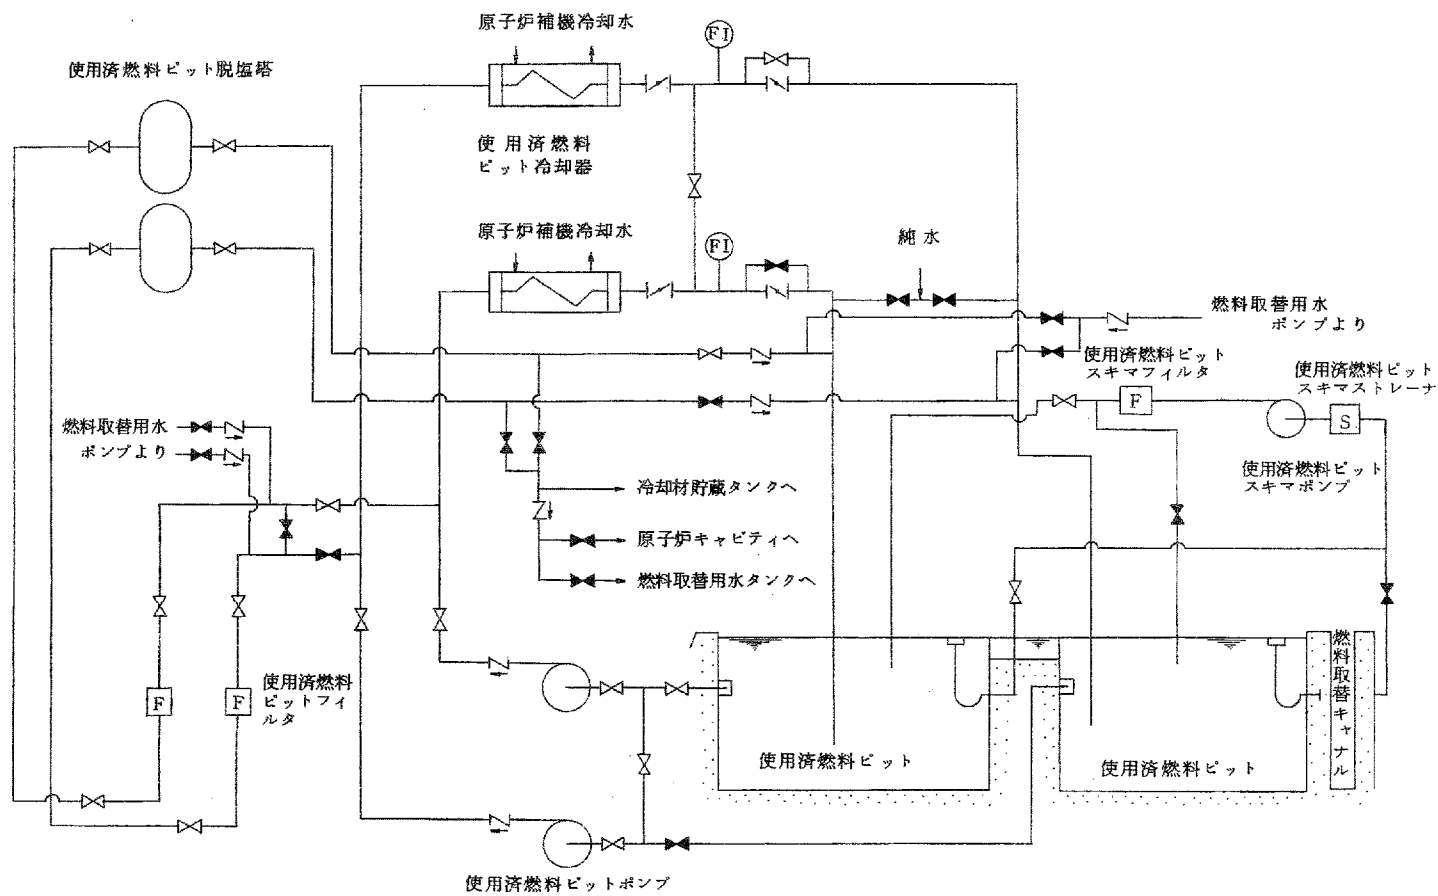 原子炉補機冷却水
FI
使用済燃料ピット脱塩塔
使用済燃料
ピット冷却器
原子炉補機冷却水
FI
純水
燃料取替用水
ポンプより
使用済燃料ピット
スキマフィルタ
使用済燃料ピット
スキマストレーナ
F
S
燃料取替用水
ポンプより
使用済燃料ピット
スキマポンプ
冷却材貯蔵タンクへ
原子炉キャビティへ
燃料取替用水タンクへ
燃料取替キャナル
F
F
使用済燃料
ピットフィ
ルタ
使用済燃料ピット
使用済燃料ピット
使用済燃料ピットポンプ